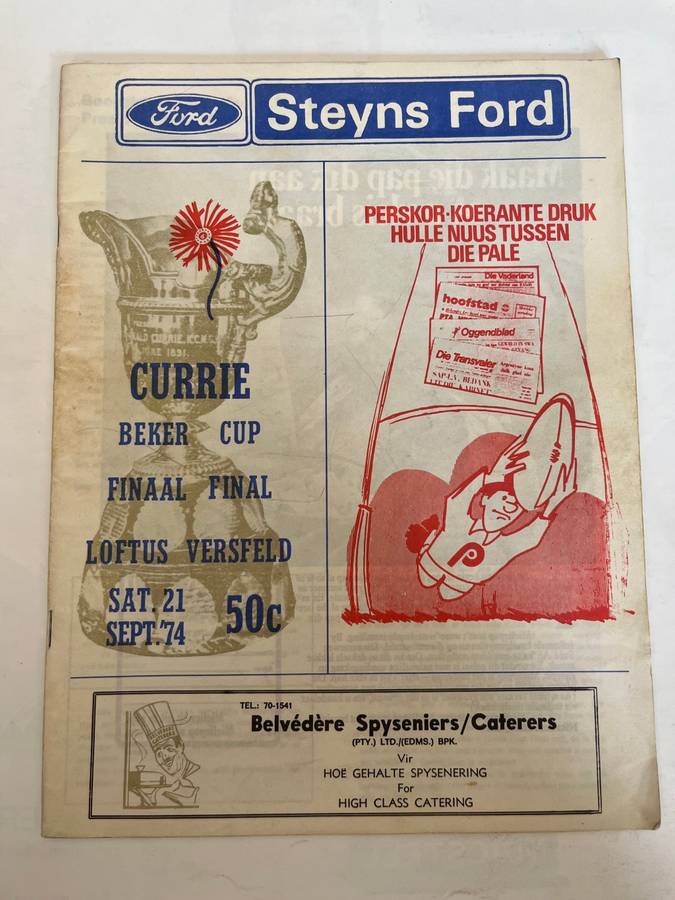 Ford
Steyns Ford
CURRIE
BEKER CUP
FINAAL FINAL
LOFTUS VERSFELD
SAT. 21
SEPT.'74
50c
PERSKOR-KOERANTE DRUK
HULLE NUUS TUSSEN
DIE PALE
Die Vaderland
hoofstad
Oggendblad
Die Transvaler
P
TEL.: 70-1541
Belvédère Spyseniers/Caterers
(PTY.) LTD./(EDMS.) BPK.
Vir
HOË GEHALTE SPYSENERING
For
HIGH CLASS CATERING